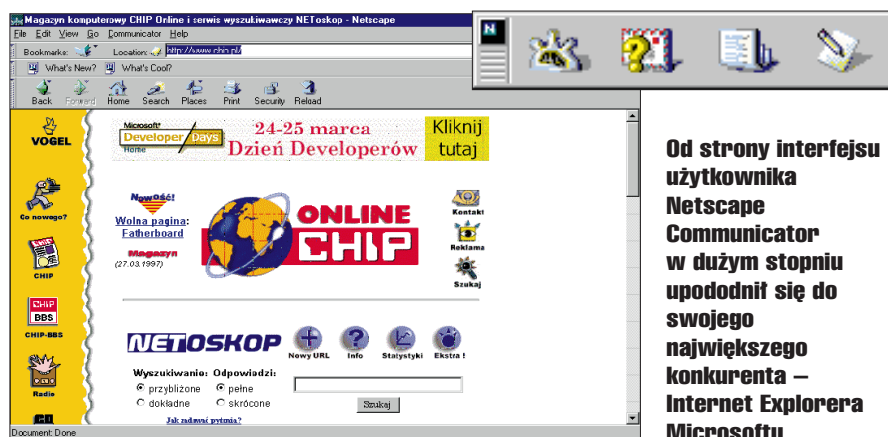 Magazyn komputerowy CHIP Online i serwis wyszukiwawczy NEToskop - Netscape
File Edit View Go Communicator Help
Bookmarks: Location: http://www.chip.pl/
What's New? What's Cool?
Back Forward Home Search Places Print Security Reload
VOGEL
Co nowego?
CHIP
CHIP
CHIP
BBS
CHIP-BBS
Radio
CD
Microsoft
Developer Days
Home
24-25 marca
Dzień Developerów
Kliknij
tutaj
Nowość!
Wolna pagina:
Fatherboard
Magazyn
(27.03.1997)
ONLINE
CHIP
Kontakt
Reklama
Szukaj
NETOSKOP
Nowy URL Info Statystyki Ekstra !
Wyszukiwanie: Odpowiedzi:
przybliżone pełne
dokładne skrócone
Szukaj
Jak zadawać pytania?
Document: Done
N
Od strony interfejsu
użytkownika
Netscape
Communicator
w dużym stopniu
upododnił się do
swojego
największego
konkurenta –
Internet Explorera
Microsoftu